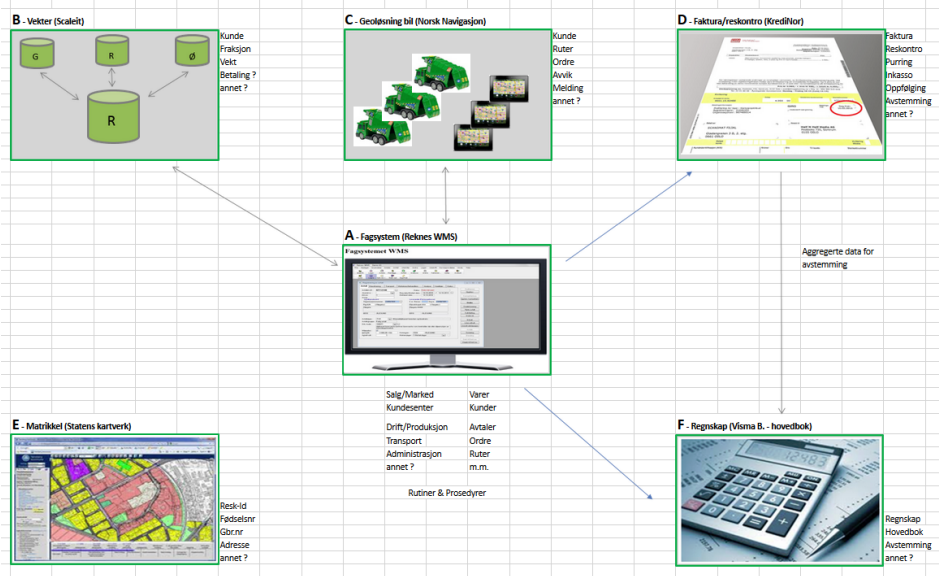 B - Vekter (Scaleit)
G
R
Ø
R
Kunde
Fraksjon
Vekt
Betaling ?
annet ?
C - Geoløsning bil (Norsk Navigasjon)
Kunde
Ruter
Ordre
Avvik
Melding
annet ?
D - Faktura/reskontro (KrediNor)
Faktura
Reskontro
Purring
Inkasso
Oppfølging
Avstemming
annet ?
A - Fagsystem (Reknes WMS)
Fagsystemet WMS
Aggregerte data for
avstemming
Salg/Marked Varer
Kundesenter Kunder
Drift/Produksjon Avtaler
Transport Ordre
Administrasjon Ruter
annet ? m.m.
Rutiner & Prosedyrer
E - Matrikkel (Statens kartverk)
Resk-Id
Fødselsnr
Gbr.nr
Adresse
annet ?
F - Regnskap (Visma B. - hovedbok)
Regnskap
Hovedbok
Avstemming
annet ?